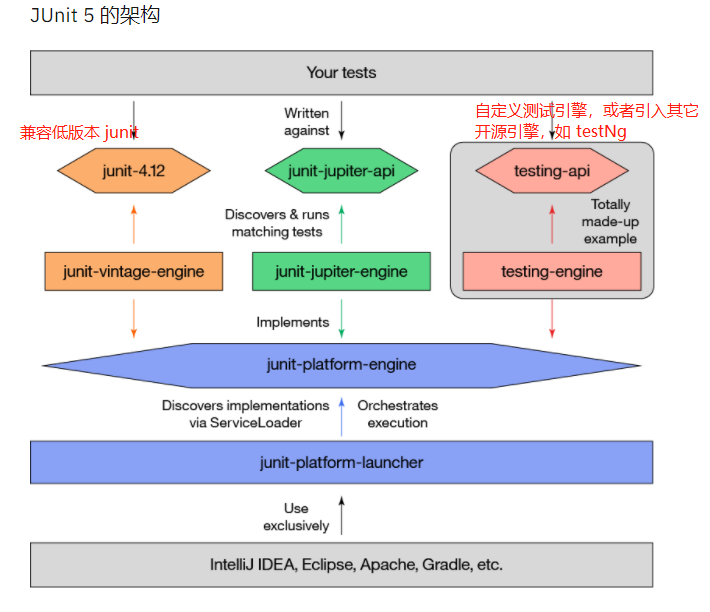 JUnit 5 的架构
Your tests
兼容低版本 junit
Written
against
自定义测试引擎，或者引入其它
开源引擎，如 testNg
junit-4.12
junit-jupiter-api
testing-api
Discovers & runs
matching tests
Totally
made-up
example
junit-vintage-engine
junit-jupiter-engine
testing-engine
Implements
junit-platform-engine
Discovers implementations
via ServiceLoader
Orchestrates
execution
junit-platform-launcher
Use
exclusively
IntelliJ IDEA, Eclipse, Apache, Gradle, etc.